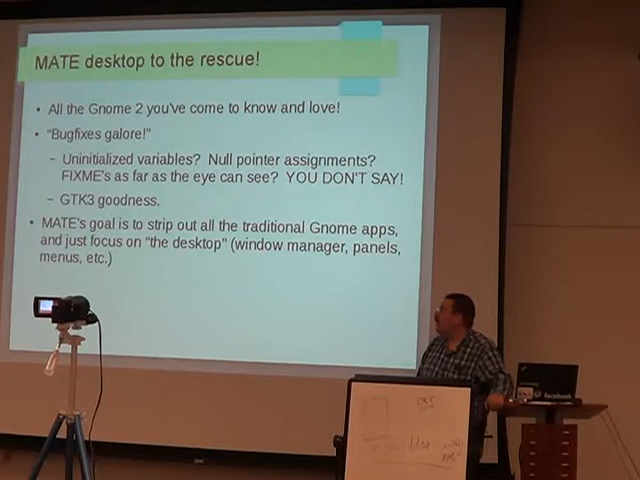 MATE desktop to the rescue!
• All the Gnome 2 you've come to know and love!
• "Bugfixes galore!"
– Uninitialized variables? Null pointer assignments?
FIXME's as far as the eye can see? YOU DON'T SAY!
– GTK3 goodness.
• MATE's goal is to strip out all the traditional Gnome apps,
and just focus on "the desktop" (window manager, panels,
menus, etc.)
facebook